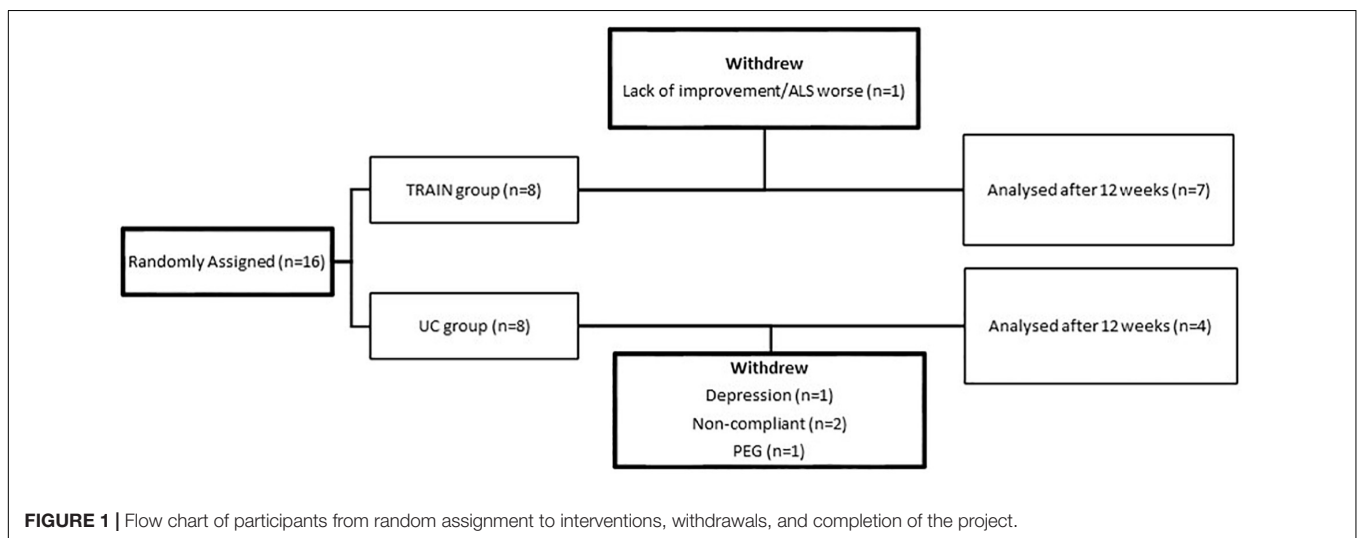 Withdrew
Lack of improvement/ALS worse (n=1)
TRAIN group (n=8)
Analysed after 12 weeks (n=7)
Randomly Assigned (n=16)
UC group (n=8)
Analysed after 12 weeks (n=4)
Withdrew
Depression (n=1)
Non-compliant (n=2)
PEG (n=1)
FIGURE 1 | Flow chart of participants from random assignment to interventions, withdrawals, and completion of the project.